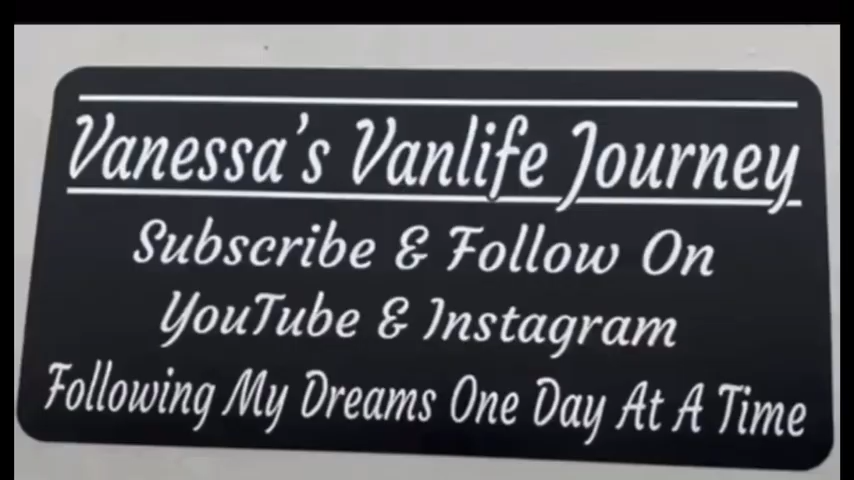 Vanessa's Vanlife Journey
Subscribe & Follow On
YouTube & Instagram
Following My Dreams One Day At A Time